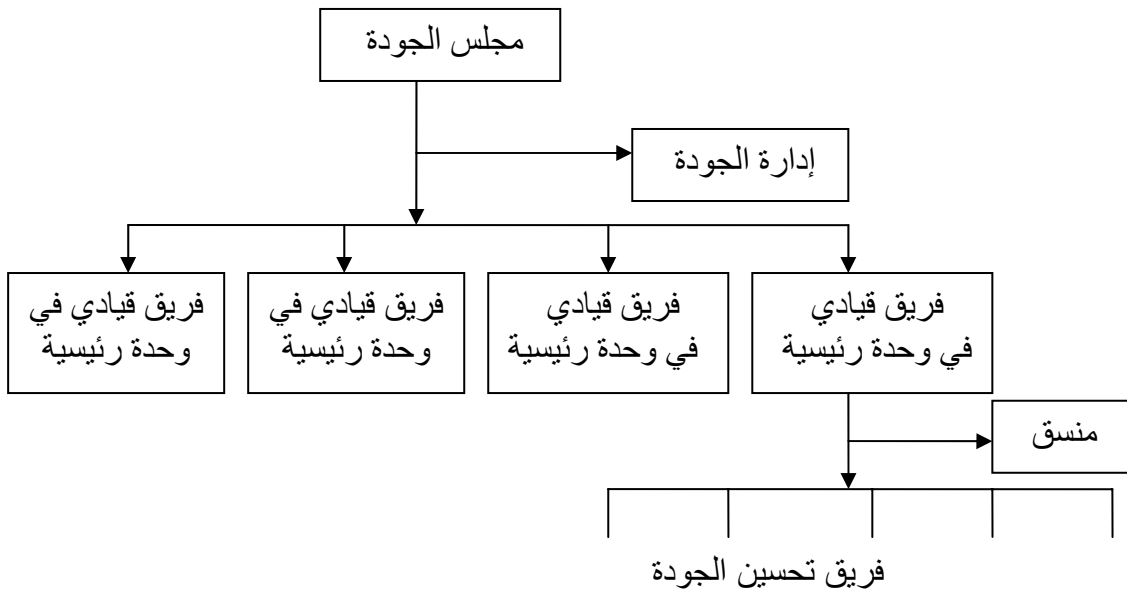 مجلس الجودة
إدارة الجودة
فريق قيادي
في وحدة رئيسية
فريق قيادي
في وحدة رئيسية
فريق قيادي في
وحدة رئيسية
فريق قيادي في
وحدة رئيسية
منسق
فريق تحسين الجودة